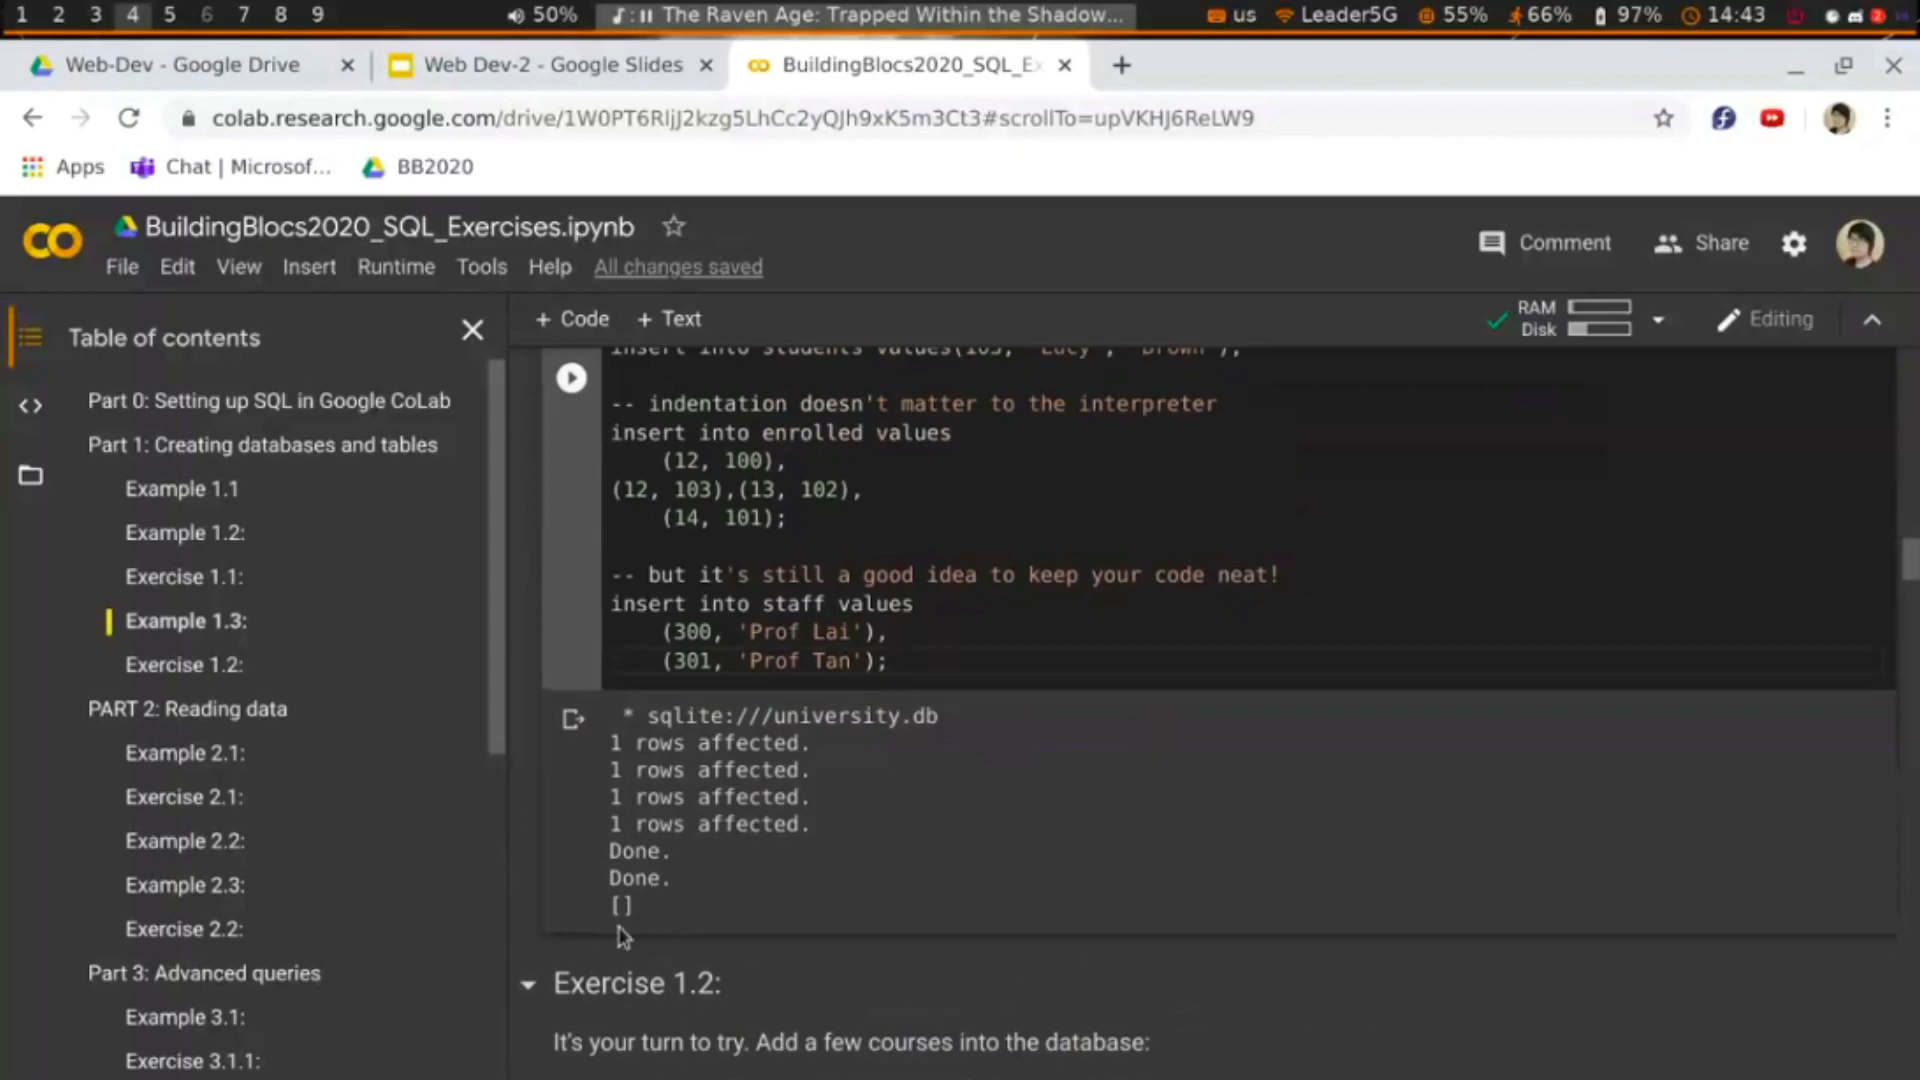 1 2 3 4 5 6 7 8 9 50% The Raven Age: Trapped Within the Shadow... us Leader5G 55% 66% 97% 14:43
Web-Dev - Google Drive Web Dev-2 - Google Slides BuildingBlocs2020_SQL_Ex
colab.research.google.com/drive/1W0PT6RljJ2kzg5LhCc2yQJh9xK5m3Ct3#scrollTo=upVKHJ6ReLW9
Apps Chat | Microsof... BB2020
BuildingBlocs2020_SQL_Exercises.ipynb
Comment Share
File Edit View Insert Runtime Tools Help All changes saved
Table of contents
+ Code + Text
RAM
Disk
Editing
Part 0: Setting up SQL in Google CoLab
Part 1: Creating databases and tables
Example 1.1
Example 1.2:
Exercise 1.1:
Example 1.3:
Exercise 1.2:
PART 2: Reading data
Example 2.1:
Exercise 2.1:
Example 2.2:
Example 2.3:
Exercise 2.2:
Part 3: Advanced queries
Example 3.1:
Exercise 3.1.1:
insert into students values(103, 'Lucy', 'Brown');
-- indentation doesn't matter to the interpreter
insert into enrolled values
(12, 100),
(12, 103),(13, 102),
(14, 101);
-- but it's still a good idea to keep your code neat!
insert into staff values
(300, 'Prof Lai'),
(301, 'Prof Tan');
* sqlite:///university.db
1 rows affected.
1 rows affected.
1 rows affected.
1 rows affected.
Done.
Done.
[]
Exercise 1.2:
It's your turn to try. Add a few courses into the database: